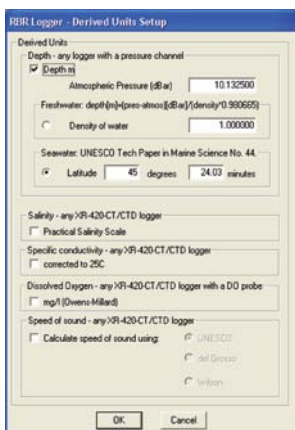 RBR Logger - Derived Units Setup
Derived Units
Depth - any logger with a pressure channel
Depth m
Atmospheric Pressure (dBar) 10.132500
Freshwater: depth[m]=(pres-atmos)[dBar]/(density*0.980665)
Density of water 1.000000
Seawater: UNESCO Tech Paper in Marine Science No. 44.
Latitude 45 degrees 24.03 minutes
Salinity - any XR-420-CT/CTD logger
Practical Salinity Scale
Specific conductivity - any XR-420-CT/CTD logger
corrected to 25C
Dissolved Oxygen - any XR-420-CT/CTD logger with a DO probe
mg/l (Owens-Millard)
Speed of sound - any XR-420-CT/CTD logger
Calculate speed of sound using: UNESCO
del Grosso
Wilson
OK Cancel